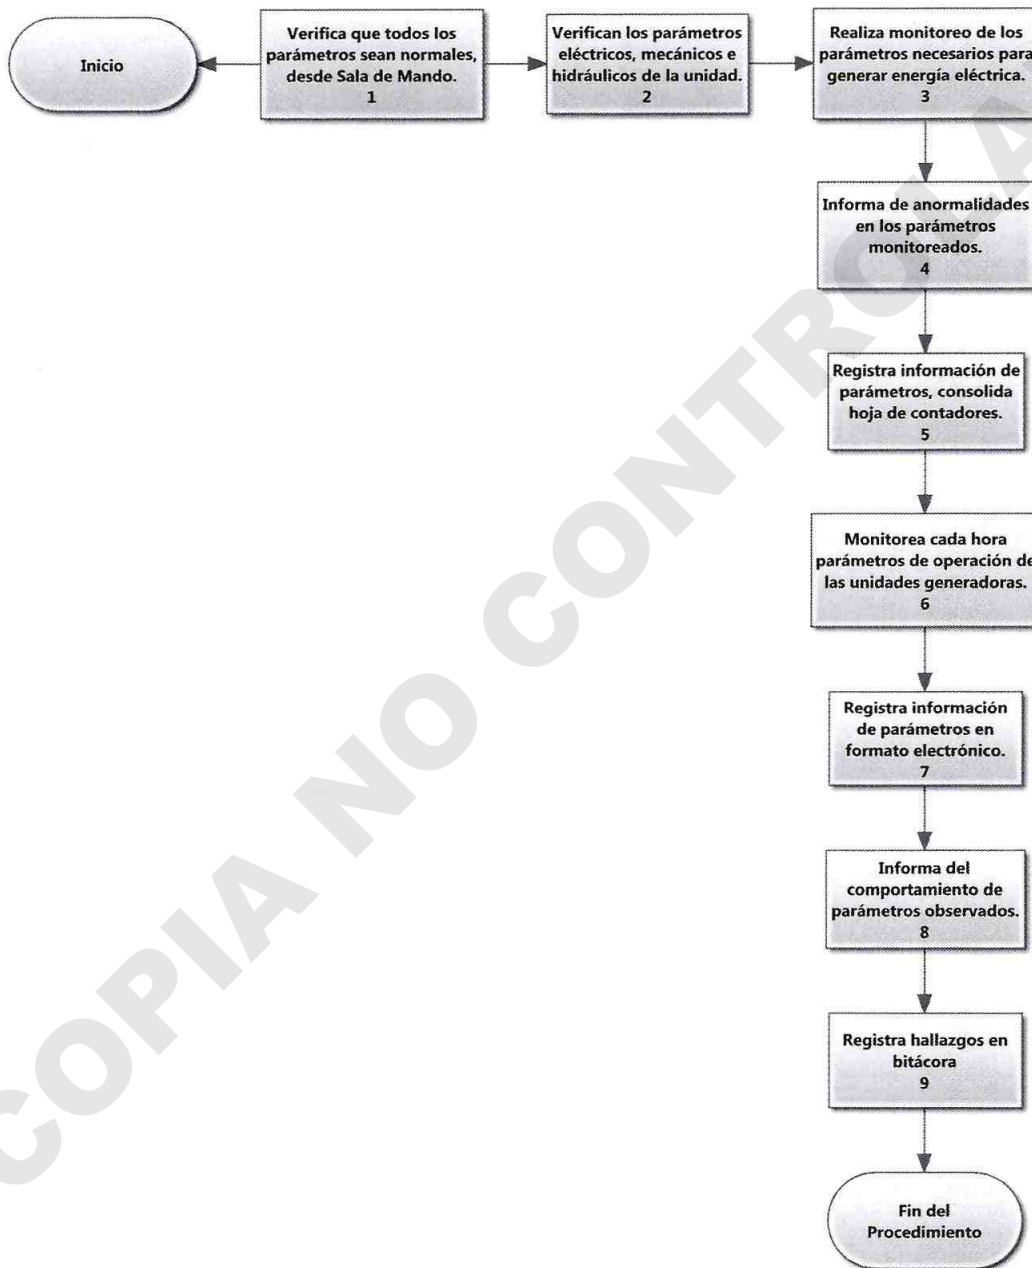 Inicio
Verifica que todos los
parámetros sean normales,
desde Sala de Mando.
1
Verifican los parámetros
eléctricos, mecánicos e
hidráulicos de la unidad.
2
Realiza monitoreo de los
parámetros necesarios para
generar energía eléctrica.
3
Informa de anormalidades
en los parámetros
monitoreados.
4
Registra información de
parámetros, consolida
hoja de contadores.
5
Monitorea cada hora
parámetros de operación de
las unidades generadoras.
6
Registra información
de parámetros en
formato electrónico.
7
Informa del
comportamiento de
parámetros observados.
8
Registra hallazgos en
bitácora
9
Fin del
Procedimiento
COPIA NO CONTROLA